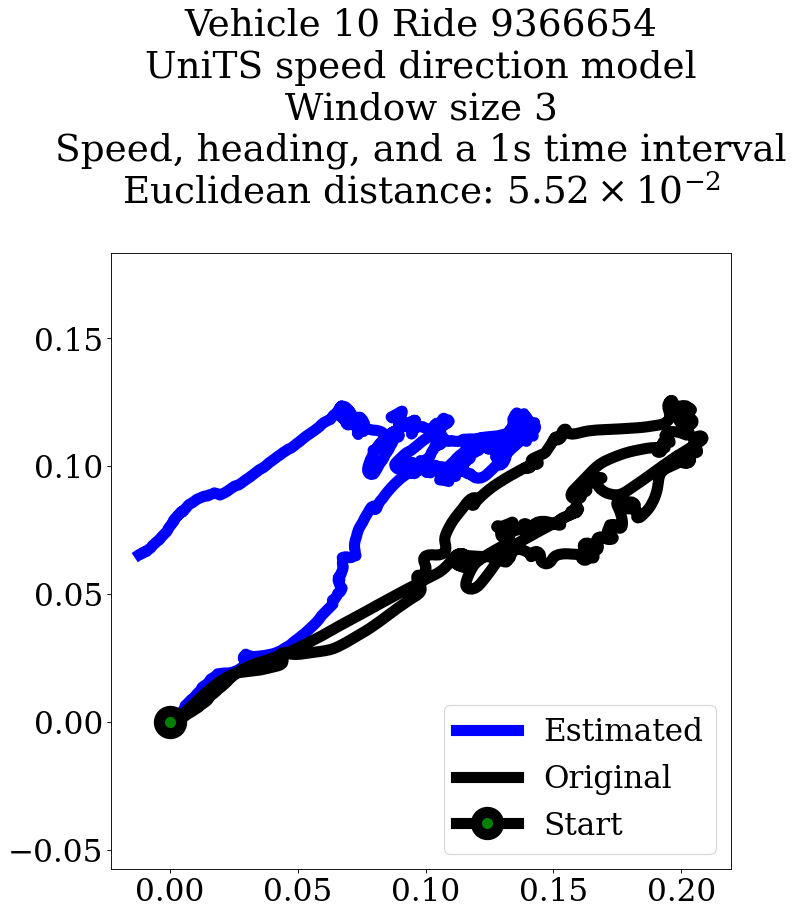 Vehicle 10 Ride 9366654
UniTS speed direction model
Window size 3
Speed, heading, and a 1s time interval
Euclidean distance: 5.52 × 10⁻²
0.15
0.10
0.05
0.00
−0.05
Estimated
Original
Start
0.00 0.05 0.10 0.15 0.20